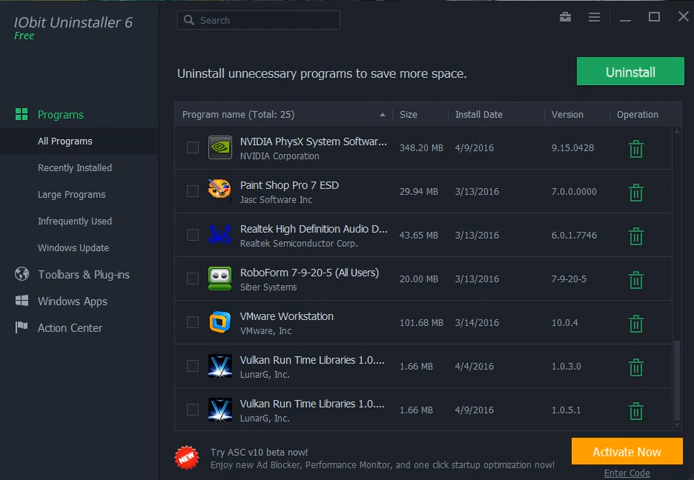 IObit Uninstaller 6
Free
Search
Uninstall unnecessary programs to save more space.
Uninstall
Programs
All Programs
Recently Installed
Large Programs
Infrequently Used
Windows Update
Toolbars & Plug-ins
Windows Apps
Action Center
Program name (Total: 25) Size Install Date Version Operation
NVIDIA PhysX System Softwar... 348.20 MB 4/9/2016 9.15.0428
NVIDIA Corporation
Paint Shop Pro 7 ESD 29.94 MB 3/13/2016 7.0.0.0000
Jasc Software Inc
Realtek High Definition Audio D... 43.65 MB 3/13/2016 6.0.1.7746
Realtek Semiconductor Corp.
RoboForm 7-9-20-5 (All Users) 20.00 MB 3/13/2016 7-9-20-5
Siber Systems
VMware Workstation 101.68 MB 3/14/2016 10.0.4
VMware, Inc
Vulkan Run Time Libraries 1.0.... 1.66 MB 4/4/2016 1.0.3.0
LunarG, Inc.
Vulkan Run Time Libraries 1.0.... 1.66 MB 4/9/2016 1.0.5.1
LunarG, Inc.
NEW
Try ASC v10 beta now!
Enjoy new Ad Blocker, Performance Monitor, and one click startup optimization now!
Activate Now
Enter Code